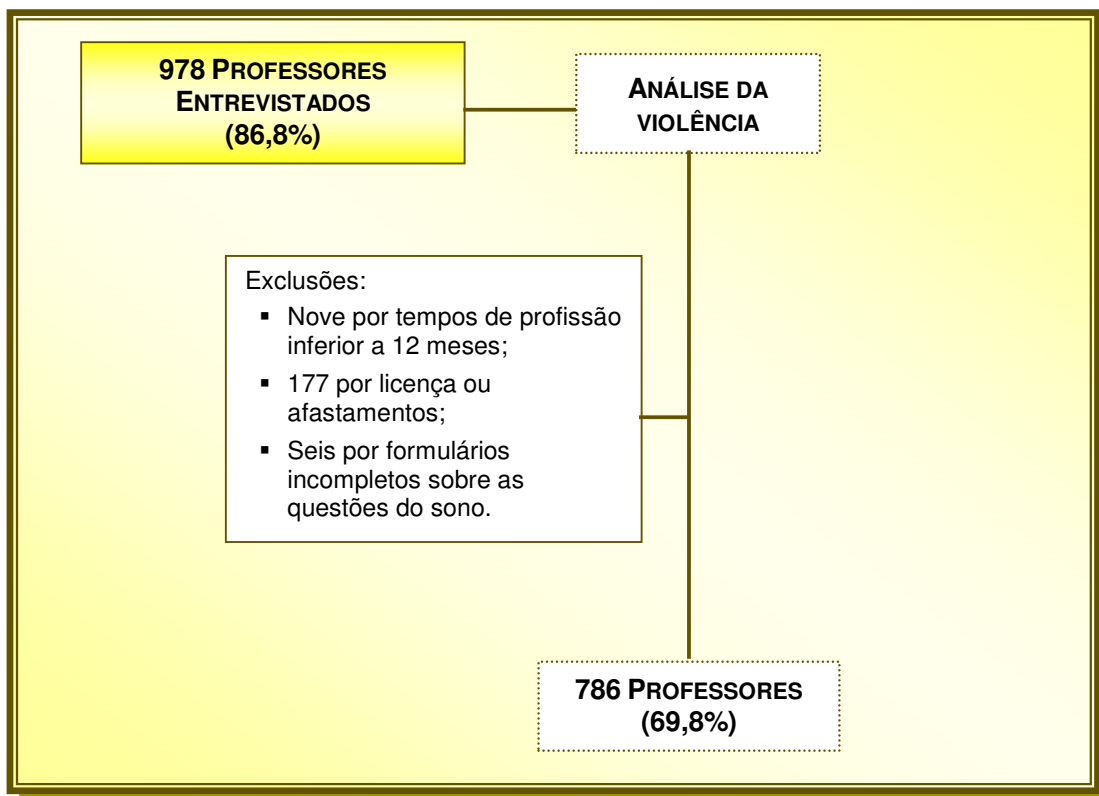 978 PROFESSORES
ENTREVISTADOS
(86,8%)
ANÁLISE DA
VIOLÊNCIA
Exclusões:
▪ Nove por tempos de profissão
inferior a 12 meses;
▪ 177 por licença ou
afastamentos;
▪ Seis por formulários
incompletos sobre as
questões do sono.
786 PROFESSORES
(69,8%)